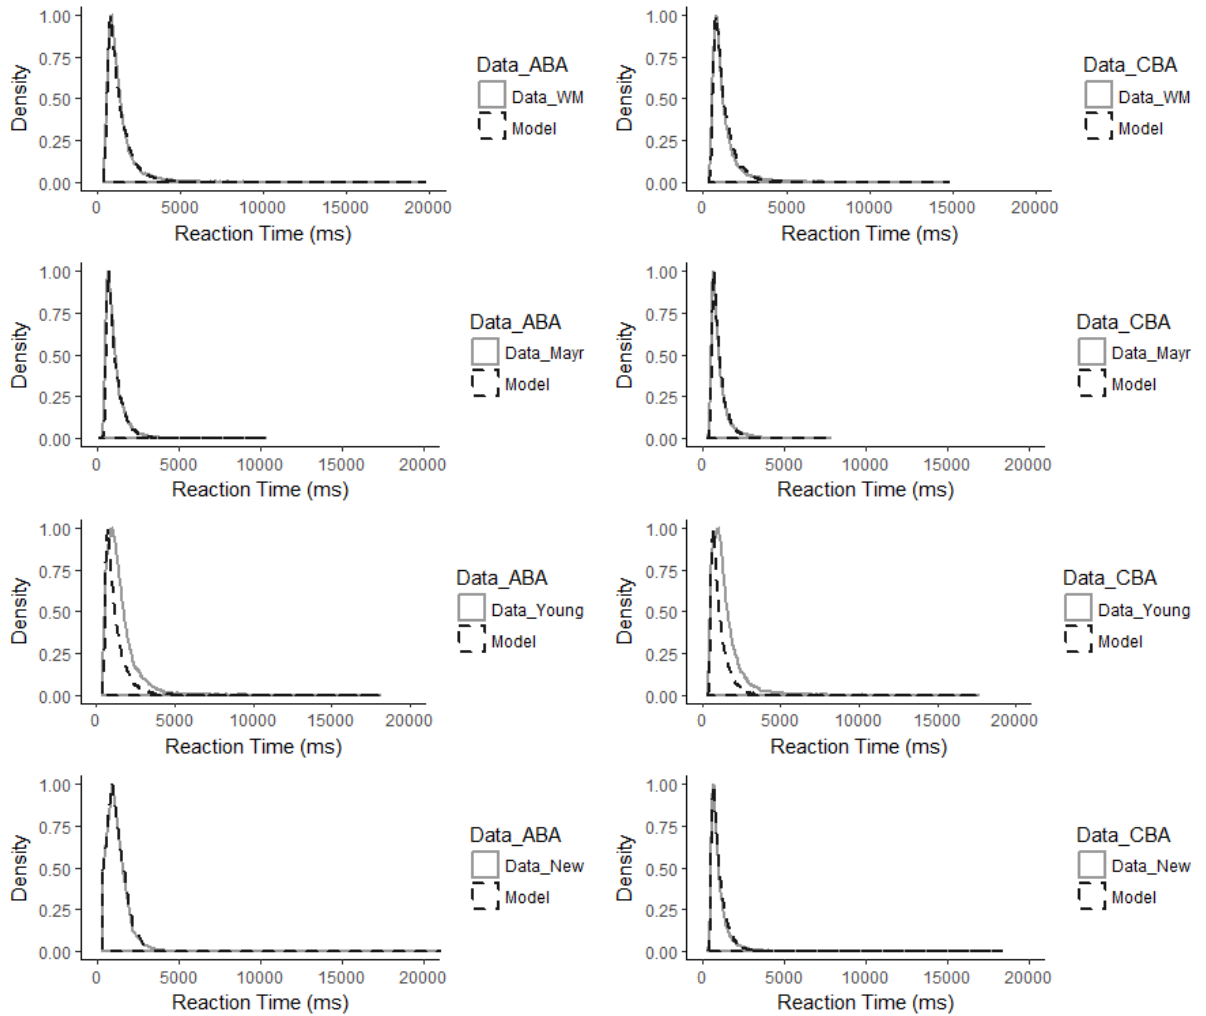 1.00
0.75
0.50
0.25
0.00
Density
0 5000 10000 15000 20000
Reaction Time (ms)
Data_ABA
Data_WM
Model
1.00
0.75
0.50
0.25
0.00
Density
0 5000 10000 15000 20000
Reaction Time (ms)
Data_CBA
Data_WM
Model
1.00
0.75
0.50
0.25
0.00
Density
0 5000 10000 15000 20000
Reaction Time (ms)
Data_ABA
Data_Mayr
Model
1.00
0.75
0.50
0.25
0.00
Density
0 5000 10000 15000 20000
Reaction Time (ms)
Data_CBA
Data_Mayr
Model
1.00
0.75
0.50
0.25
0.00
Density
0 5000 10000 15000 20000
Reaction Time (ms)
Data_ABA
Data_Young
Model
1.00
0.75
0.50
0.25
0.00
Density
0 5000 10000 15000 20000
Reaction Time (ms)
Data_CBA
Data_Young
Model
1.00
0.75
0.50
0.25
0.00
Density
0 5000 10000 15000 20000
Reaction Time (ms)
Data_ABA
Data_New
Model
1.00
0.75
0.50
0.25
0.00
Density
0 5000 10000 15000 20000
Reaction Time (ms)
Data_CBA
Data_New
Model